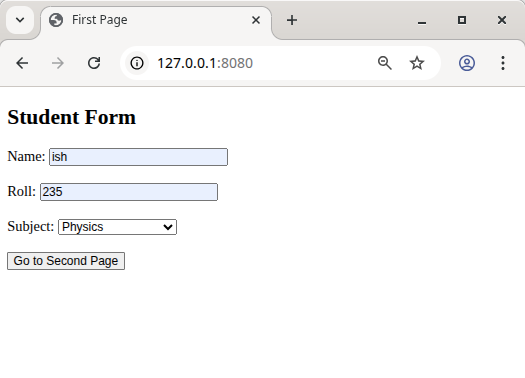 First Page
127.0.0.1:8080
Student Form
Name: ish
Roll: 235
Subject: Physics
Go to Second Page